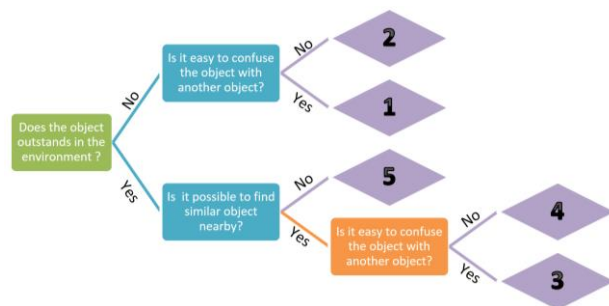 Does the object
outstands in the
environment ?
No
Yes
Is it easy to confuse
the object with
another object?
No
Yes
2
1
Is it possible to find
similar object
nearby?
No
Yes
5
Is it easy to confuse
the object with
another object?
No
Yes
4
3